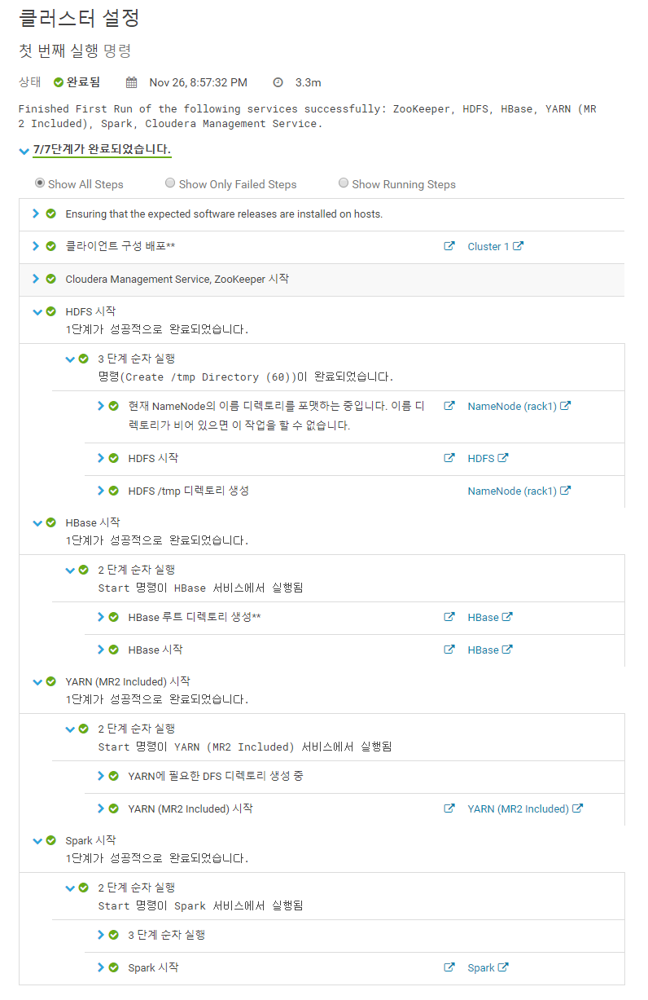 클러스터 설정
첫 번째 실행 명령
상태 완료됨 Nov 26, 8:57:32 PM 3.3m
Finished First Run of the following services successfully: ZooKeeper, HDFS, HBase, YARN (MR
2 Included), Spark, Cloudera Management Service.
7/7단계가 완료되었습니다.
Show All Steps Show Only Failed Steps Show Running Steps
Ensuring that the expected software releases are installed on hosts.
클라이언트 구성 배포** Cluster 1
Cloudera Management Service, ZooKeeper 시작
HDFS 시작
1단계가 성공적으로 완료되었습니다.
3 단계 순차 실행
명령(Create /tmp Directory (60))이 완료되었습니다.
현재 NameNode의 이름 디렉토리를 포맷하는 중입니다. 이름 디 NameNode (rack1)
렉토리가 비어 있으면 이 작업을 할 수 없습니다.
HDFS 시작 HDFS
HDFS /tmp 디렉토리 생성 NameNode (rack1)
HBase 시작
1단계가 성공적으로 완료되었습니다.
2 단계 순차 실행
Start 명령이 HBase 서비스에서 실행됨
HBase 루트 디렉토리 생성** HBase
HBase 시작 HBase
YARN (MR2 Included) 시작
1단계가 성공적으로 완료되었습니다.
2 단계 순차 실행
Start 명령이 YARN (MR2 Included) 서비스에서 실행됨
YARN에 필요한 DFS 디렉토리 생성 중
YARN (MR2 Included) 시작 YARN (MR2 Included)
Spark 시작
1단계가 성공적으로 완료되었습니다.
2 단계 순차 실행
Start 명령이 Spark 서비스에서 실행됨
3 단계 순차 실행
Spark 시작 Spark